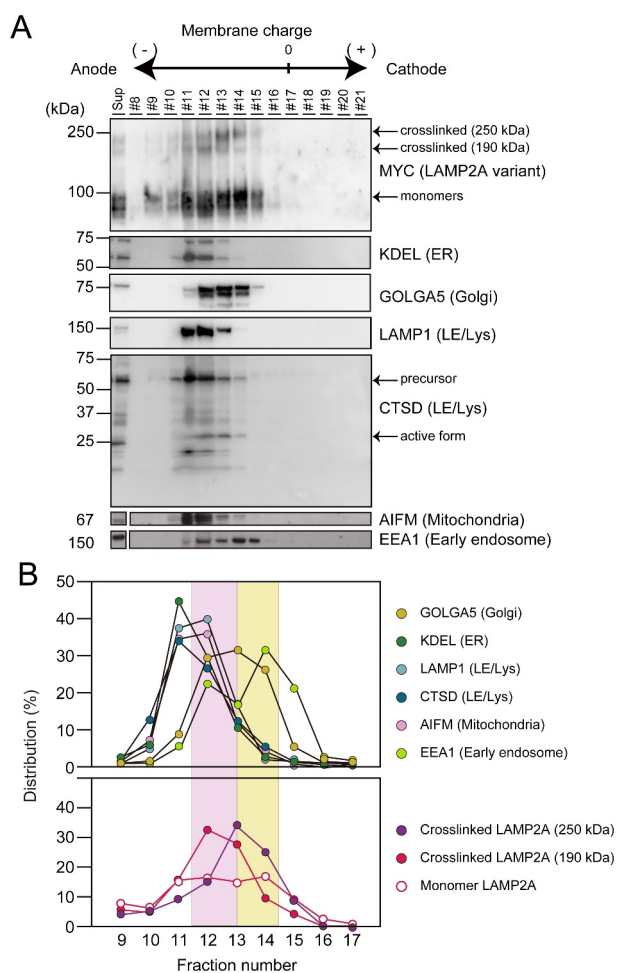 A
Membrane charge
( - ) 0 ( + )
Anode Cathode
(kDa) Sup #8 #9 #10 #11 #12 #13 #14 #15 #16 #17 #18 #19 #20 #21
250 crosslinked (250 kDa)
crosslinked (190 kDa)
MYC (LAMP2A variant)
100 monomers
75
KDEL (ER)
50
75
GOLGA5 (Golgi)
150 LAMP1 (LE/Lys)
75
precursor
50
37 CTSD (LE/Lys)
25 active form
67 AIFM (Mitochondria)
150 EEA1 (Early endosome)
B
50
40
30
20
10
0
GOLGA5 (Golgi)
KDEL (ER)
LAMP1 (LE/Lys)
CTSD (LE/Lys)
AIFM (Mitochondria)
EEA1 (Early endosome)
Distribution (%)
40
30
20
10
0
Crosslinked LAMP2A (250 kDa)
Crosslinked LAMP2A (190 kDa)
Monomer LAMP2A
9 10 11 12 13 14 15 16 17
Fraction number